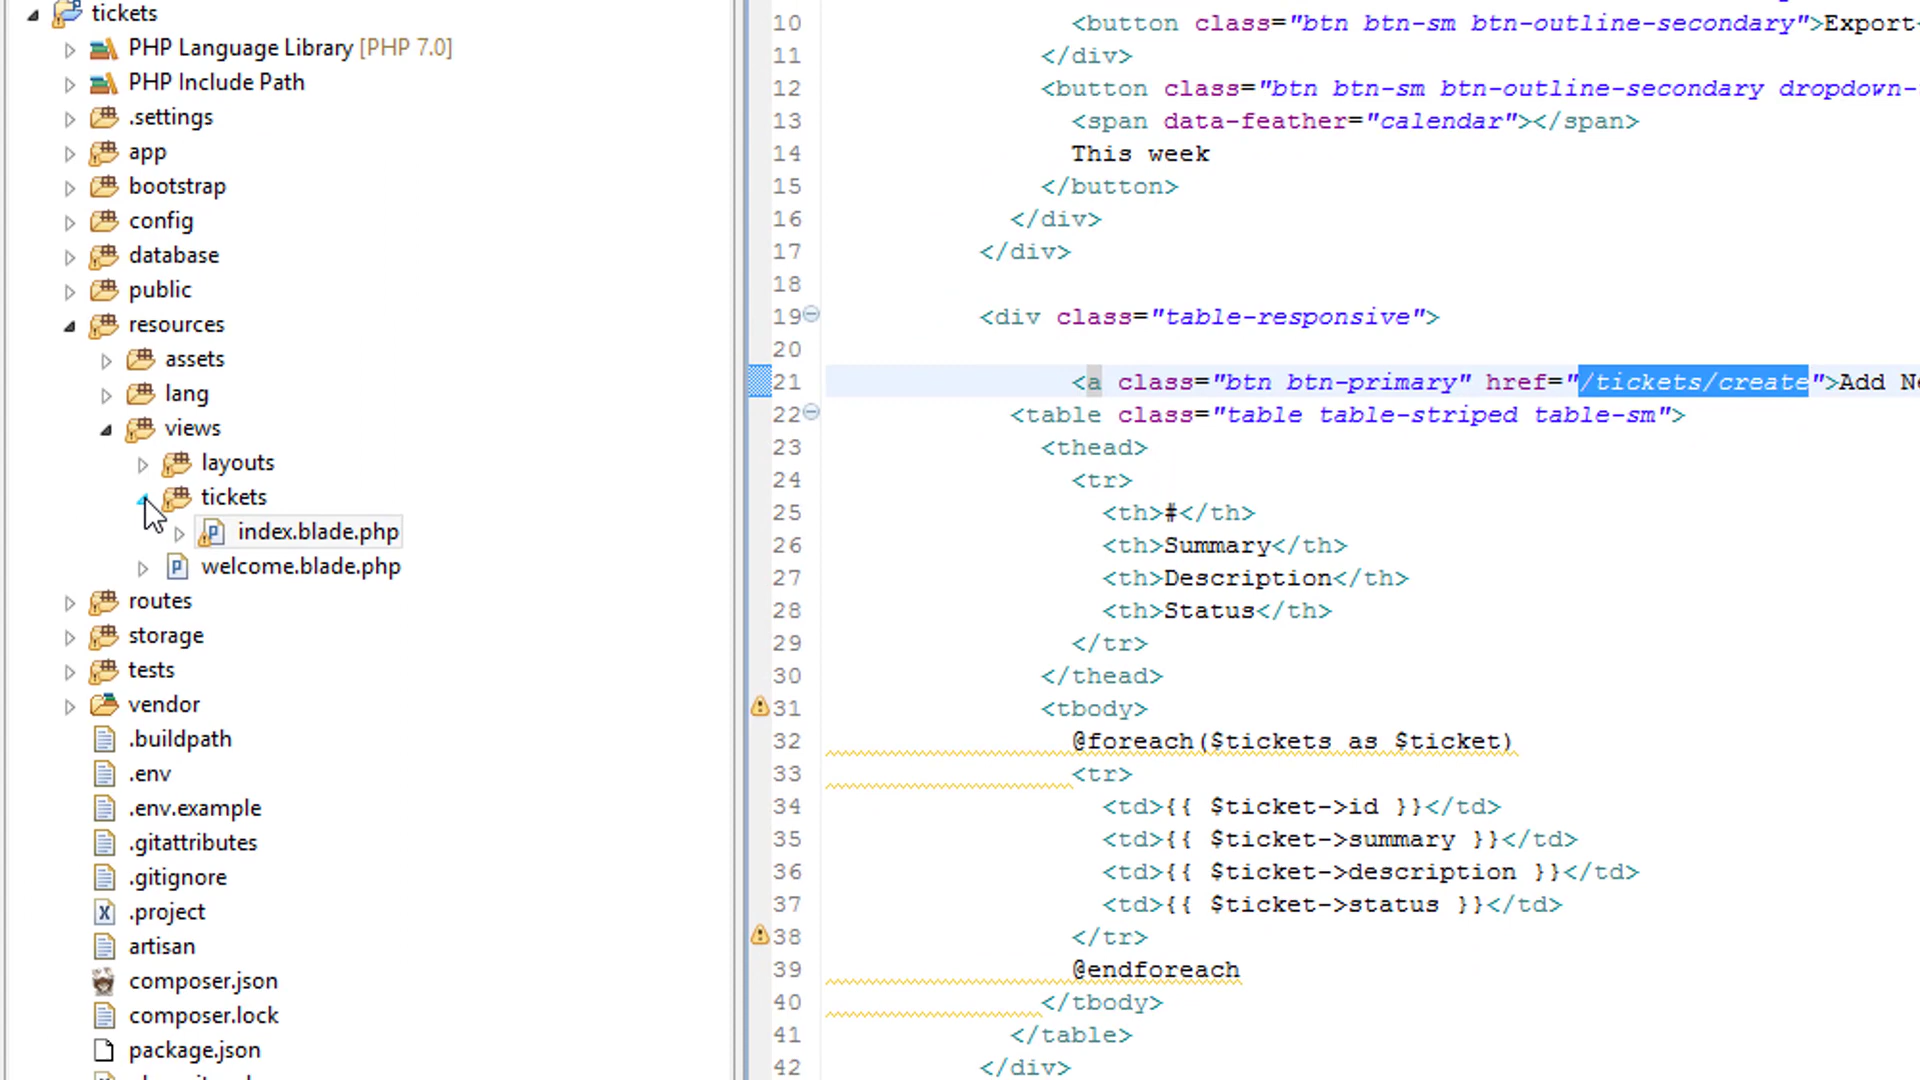 tickets
PHP Language Library [PHP 7.0]
PHP Include Path
.settings
app
bootstrap
config
database
public
resources
assets
lang
views
layouts
tickets
index.blade.php
welcome.blade.php
routes
storage
tests
vendor
.buildpath
.env
.env.example
.gitattributes
.gitignore
.project
artisan
composer.json
composer.lock
package.json
10 <button class="btn btn-sm btn-outline-secondary">Export
11 </div>
12 <button class="btn btn-sm btn-outline-secondary dropdown-
13 <span data-feather="calendar"></span>
14 This week
15 </button>
16 </div>
17 </div>
18
19 <div class="table-responsive">
20
21 <a class="btn btn-primary" href="/tickets/create">Add Ne
22 <table class="table table-striped table-sm">
23 <thead>
24 <tr>
25 <th>#</th>
26 <th>Summary</th>
27 <th>Description</th>
28 <th>Status</th>
29 </tr>
30 </thead>
31 <tbody>
32 @foreach($tickets as $ticket)
33 <tr>
34 <td>{{ $ticket->id }}</td>
35 <td>{{ $ticket->summary }}</td>
36 <td>{{ $ticket->description }}</td>
37 <td>{{ $ticket->status }}</td>
38 </tr>
39 @endforeach
40 </tbody>
41 </table>
42 </div>